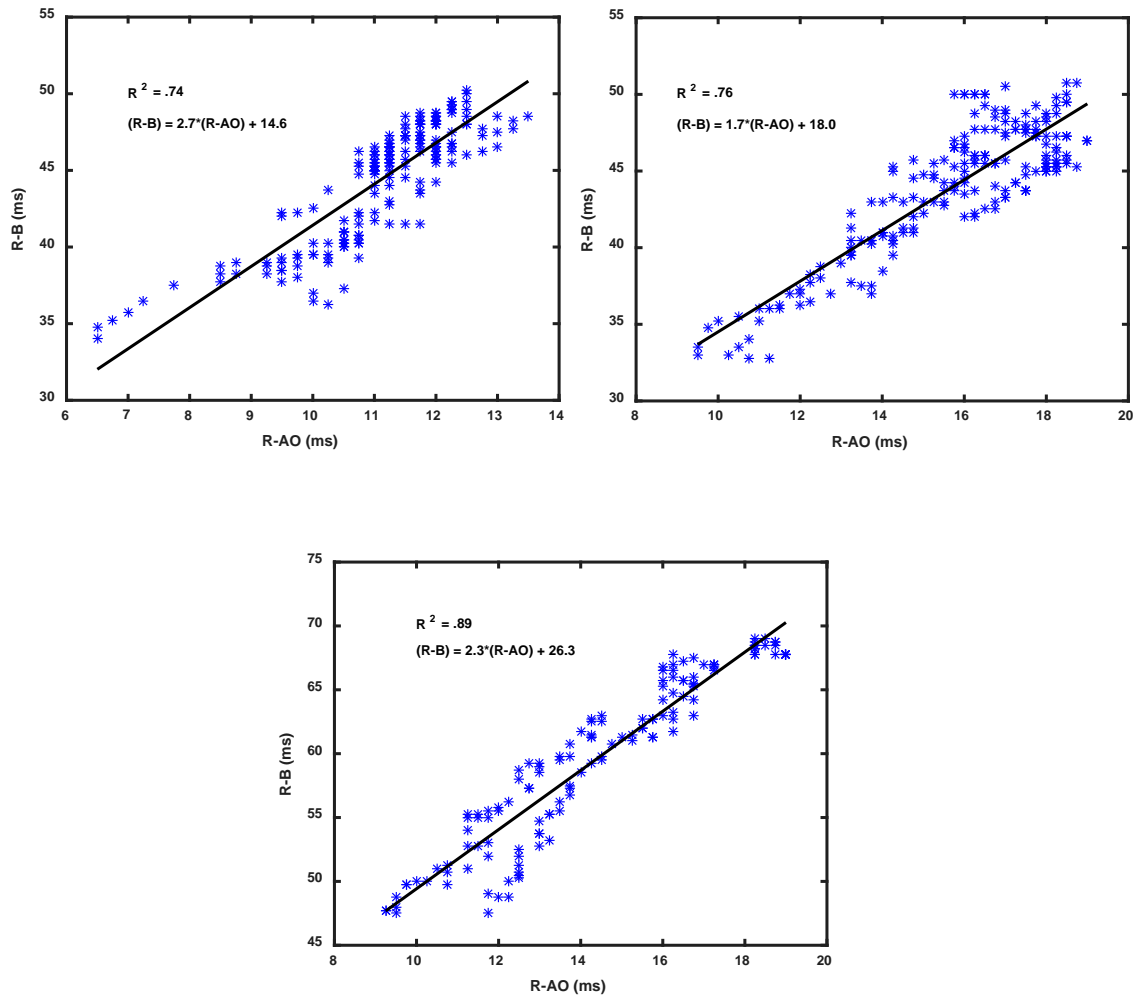 55
50
45
40
35
30
R-B (ms)
R 2 = .74
(R-B) = 2.7*(R-AO) + 14.6
6 7 8 9 10 11 12 13 14
R-AO (ms)
55
50
45
40
35
30
R-B (ms)
R 2 = .76
(R-B) = 1.7*(R-AO) + 18.0
10 12 14 16 18 20
8
R-AO (ms)
75
70
65
60
55
50
45
R-B (ms)
R 2 = .89
(R-B) = 2.3*(R-AO) + 26.3
8 10 12 14 16 18 20
R-AO (ms)